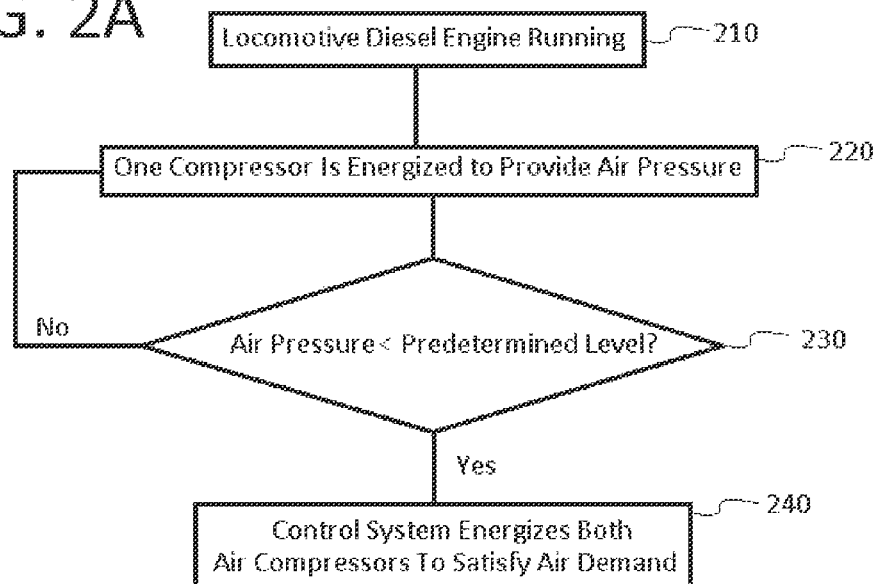 G. 2A
Locomotive Diesel Engine Running
210
One Compressor Is Energized to Provide Air Pressure
220
No
Air Pressure< Predetermined Level?
230
Yes
240
Control System Energizes Both
Air Compressors To Satisfy Air Demand